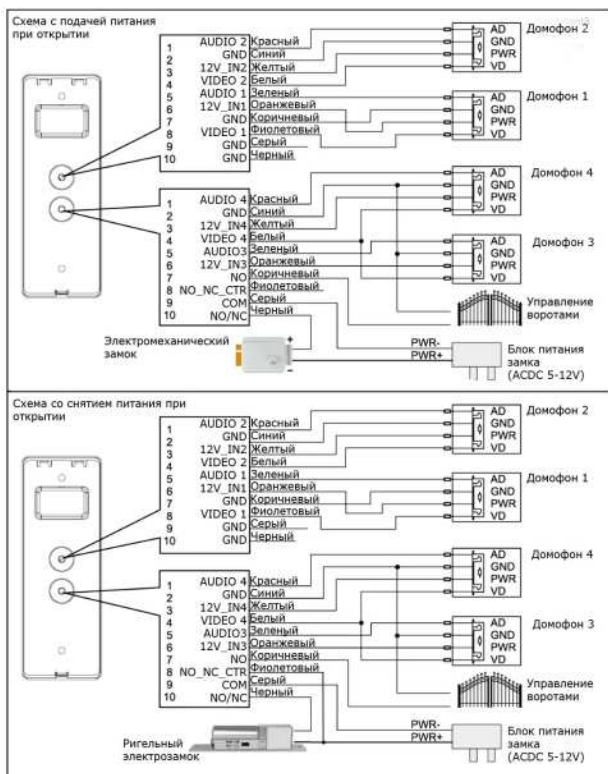 Схема с подачей питания
при открытии
1 AUDIO 2 Красный
2 GND Синий
3 12V_IN2 Желтый
4 VIDEO 2 Белый
5 AUDIO 1 Зеленый
6 12V_IN1 Оранжевый
7 GND Коричневый
8 VIDEO 1 Фиолетовый
9 GND Серый
10 GND Черный
AD Домофон 2
GND
PWR
VD
AD Домофон 1
GND
PWR
VD
1 AUDIO 4 Красный
2 GND Синий
3 12V_IN4 Желтый
4 VIDEO 4 Белый
5 AUDIO3 Зеленый
6 12V_IN3 Оранжевый
7 NO Коричневый
8 NO_NC_CTR Фиолетовый
9 COM Серый
10 NO/NC Черный
AD Домофон 4
GND
PWR
VD
AD Домофон 3
GND
PWR
VD
Управление
воротами
Электромеханический
замок
+
−
PWR-
PWR+
Блок питания
замка
(ACDC 5-12V)
Схема со снятием питания при
открытии
1 AUDIO 2 Красный
2 GND Синий
3 12V_IN2 Желтый
4 VIDEO 2 Белый
5 AUDIO 1 Зеленый
6 12V_IN1 Оранжевый
7 GND Коричневый
8 VIDEO 1 Фиолетовый
9 GND Серый
10 GND Черный
AD Домофон 2
GND
PWR
VD
AD Домофон 1
GND
PWR
VD
1 AUDIO 4 Красный
2 GND Синий
3 12V_IN4 Желтый
4 VIDEO 4 Белый
5 AUDIO3 Зеленый
6 12V_IN3 Оранжевый
7 NO Коричневый
8 NO_NC_CTR Фиолетовый
9 COM Серый
10 NO/NC Черный
AD Домофон 4
GND
PWR
VD
AD Домофон 3
GND
PWR
VD
Управление
воротами
Ригельный
электрозамок
PWR-
PWR+
Блок питания
замка
(ACDC 5-12V)